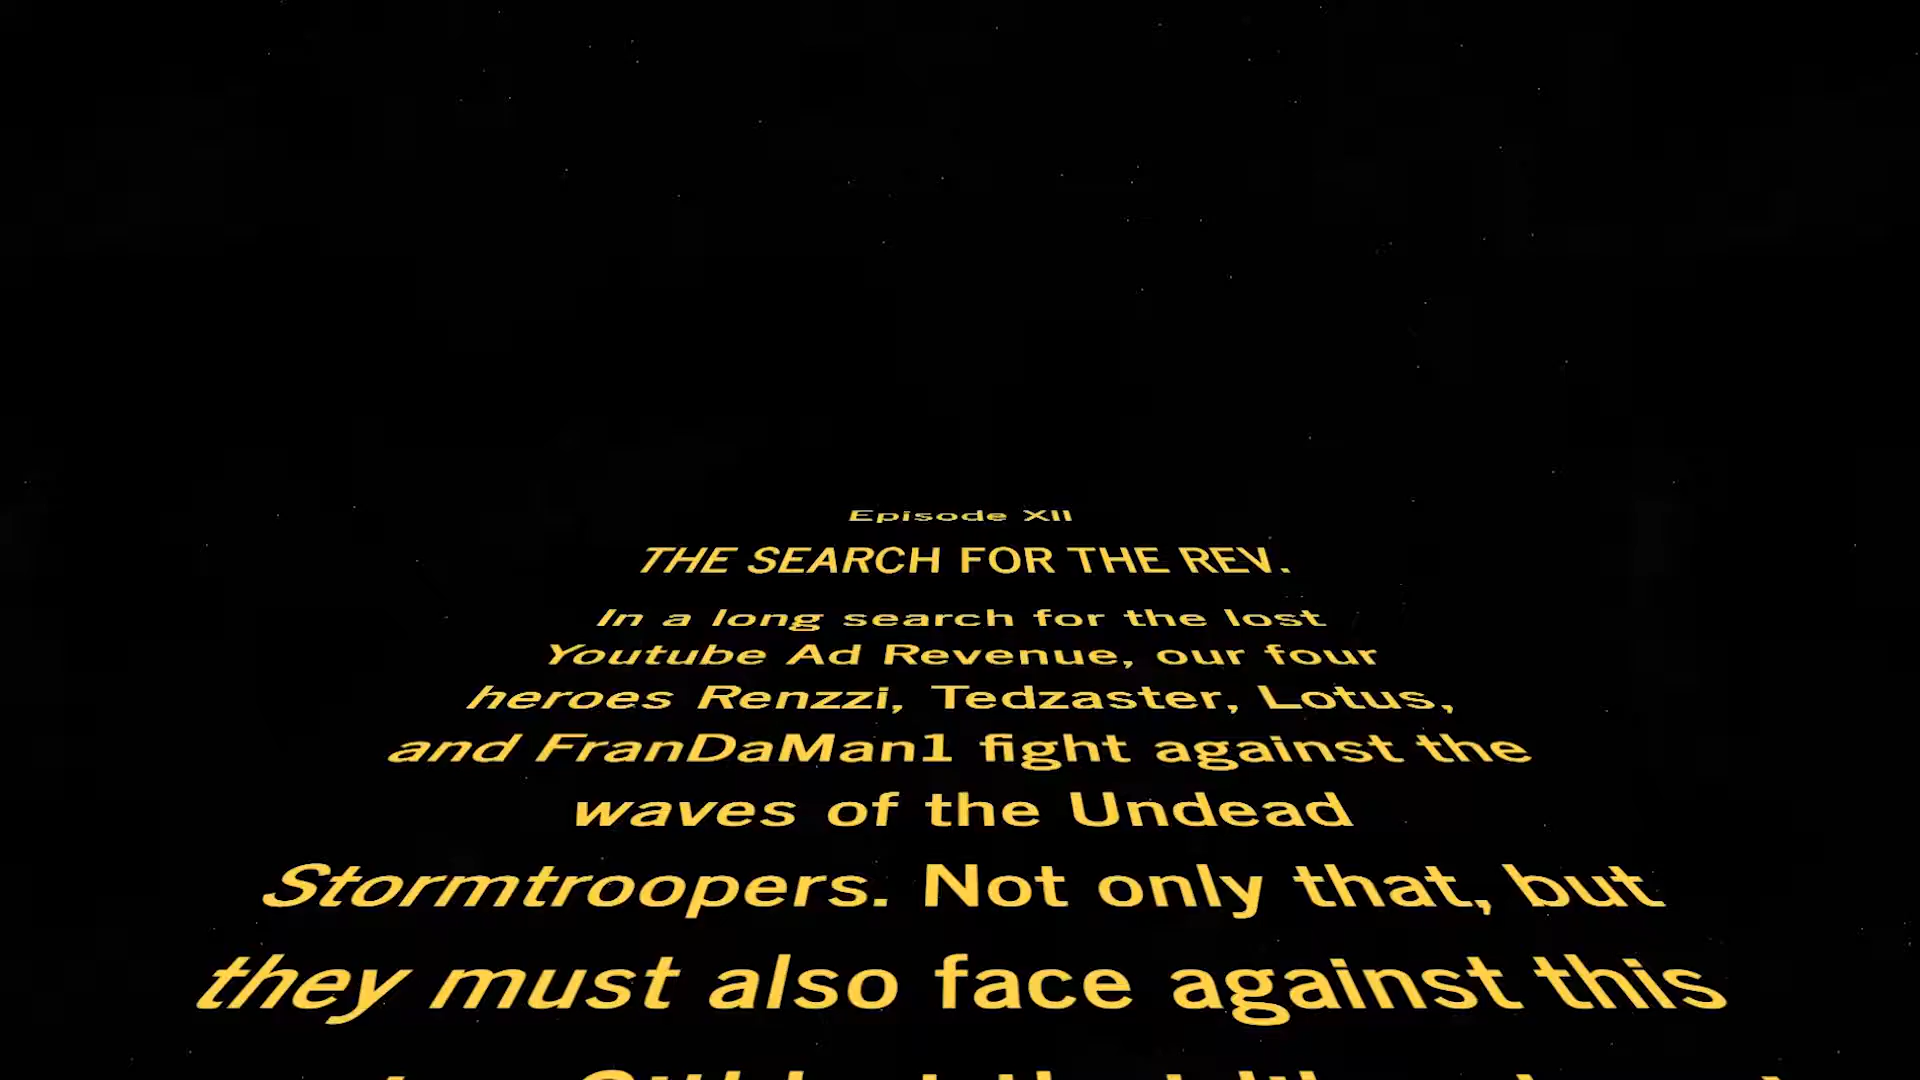 Episode XII
THE SEARCH FOR THE REV.
In a long search for the lost
Youtube Ad Revenue, our four
heroes Renzzi, Tedzaster, Lotus,
and FranDaMan1 fight against the
waves of the Undead
Stormtroopers. Not only that, but
they must also face against this